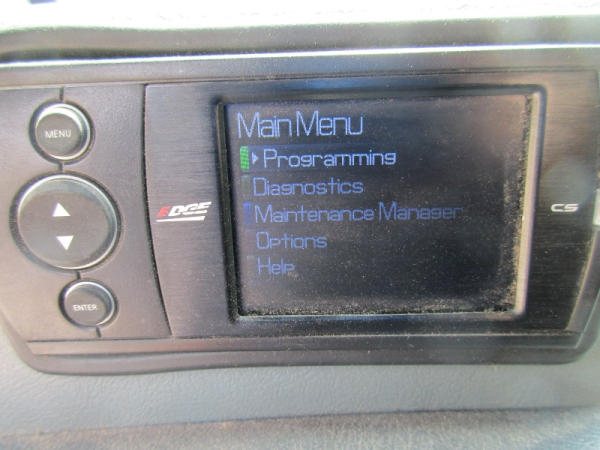 MENU
ENTER
EDGE
Main Menu
Programming
Diagnostics
Maintenance Manager
Options
Help
CS